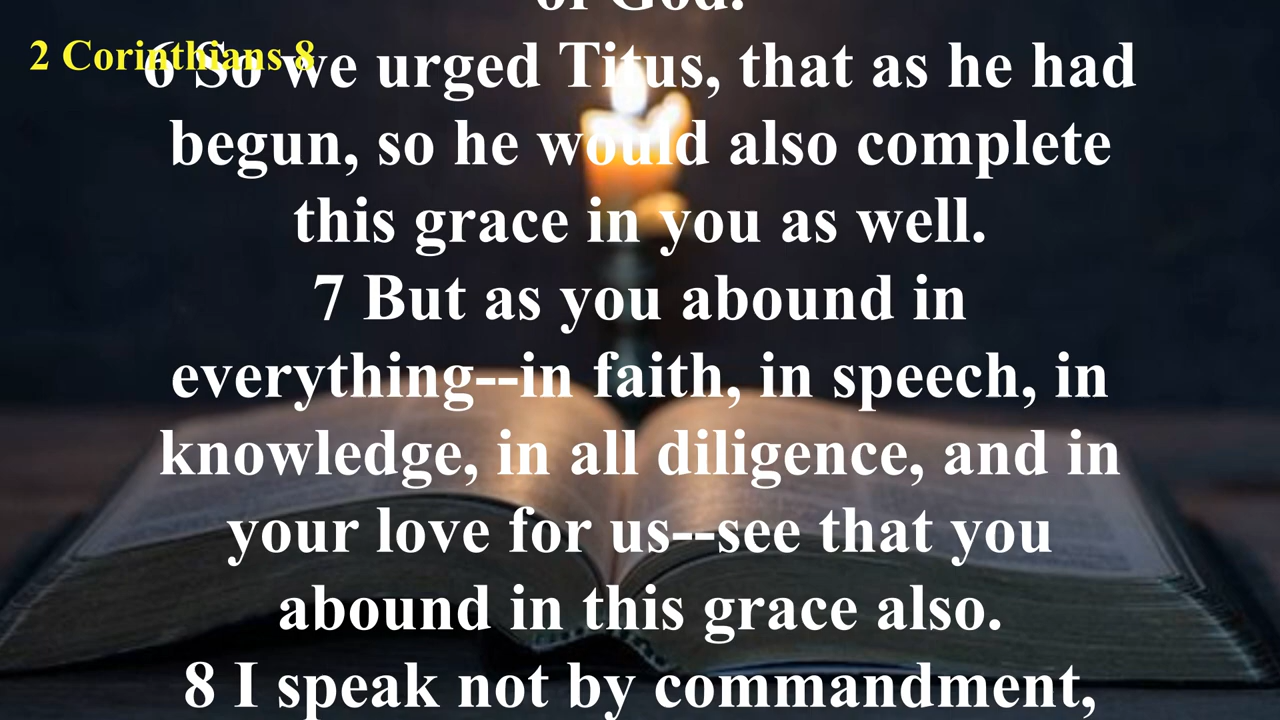 of God.
2 Corinthians 8
6 So we urged Titus, that as he had
begun, so he would also complete
this grace in you as well.
7 But as you abound in
everything--in faith, in speech, in
knowledge, in all diligence, and in
your love for us--see that you
abound in this grace also.
8 I speak not by commandment,